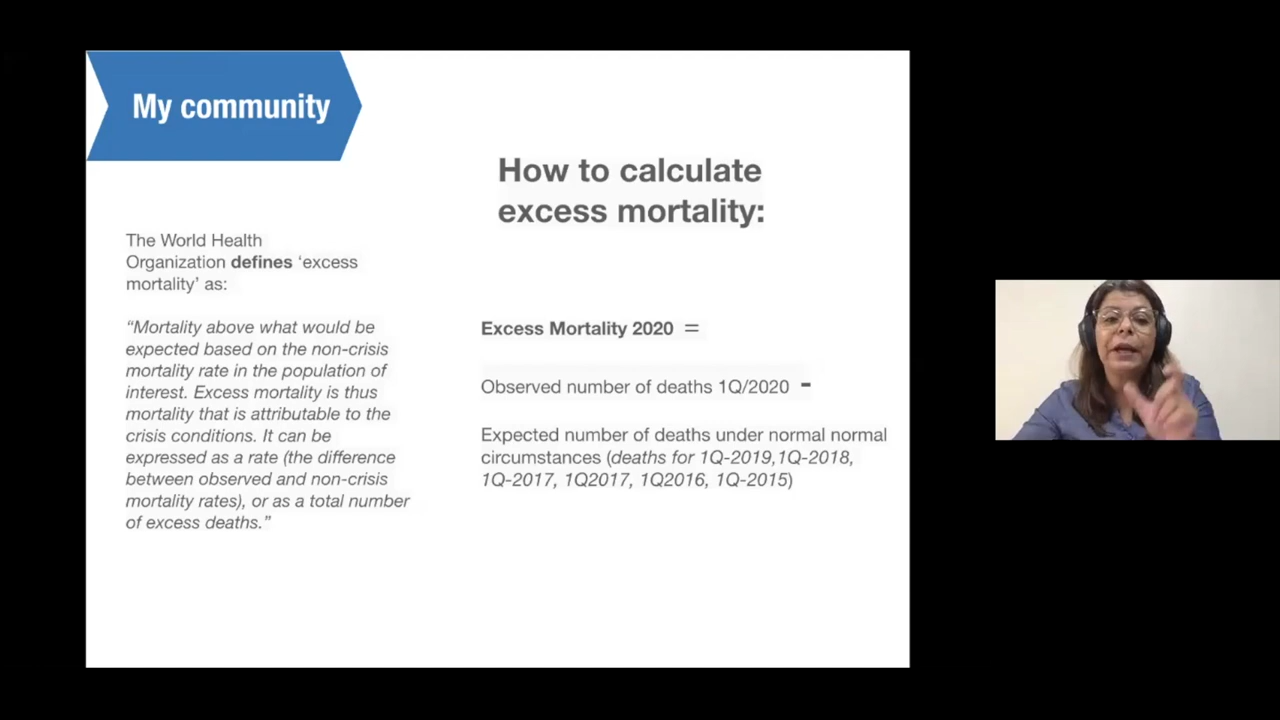 My community
How to calculate
excess mortality:
The World Health
Organization defines ‘excess
mortality’ as:
“Mortality above what would be
expected based on the non-crisis
mortality rate in the population of
interest. Excess mortality is thus
mortality that is attributable to the
crisis conditions. It can be
expressed as a rate (the difference
between observed and non-crisis
mortality rates), or as a total number
of excess deaths.”
Excess Mortality 2020 =
Observed number of deaths 1Q/2020 -
Expected number of deaths under normal normal
circumstances (deaths for 1Q-2019,1Q-2018,
1Q-2017, 1Q2017, 1Q2016, 1Q-2015)